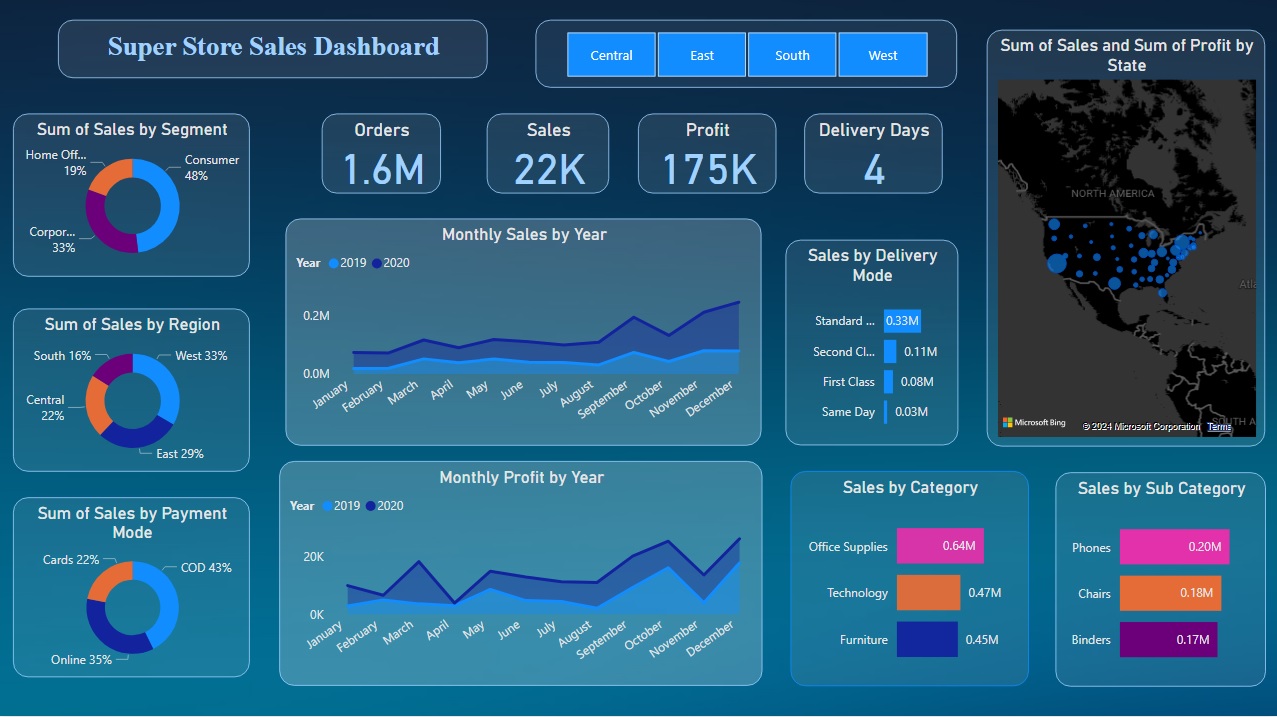 Super Store Sales Dashboard
Central
East
South
West
Sum of Sales and Sum of Profit by
State
NORTH AMERICA
Atla
SOUTH A
Microsoft Bing
© 2024 Microsoft Corporation Terms
Sum of Sales by Segment
Home Off...
19%
Consumer
48%
Corpor...
33%
Orders
1.6M
Sales
22K
Profit
175K
Delivery Days
4
Monthly Sales by Year
Year 2019 2020
0.2M
0.0M
January
February
March
April
May
June
July
August
September
October
November
December
Sales by Delivery
Mode
Standard ... 0.33M
Second Cl... 0.11M
First Class 0.08M
Same Day 0.03M
Sum of Sales by Region
South 16%
West 33%
Central
22%
East 29%
Monthly Profit by Year
Year 2019 2020
20K
0K
January
February
March
April
May
June
July
August
September
October
November
December
Sales by Category
Office Supplies 0.64M
Technology 0.47M
Furniture 0.45M
Sales by Sub Category
Phones 0.20M
Chairs 0.18M
Binders 0.17M
Sum of Sales by Payment
Mode
Cards 22%
COD 43%
Online 35%